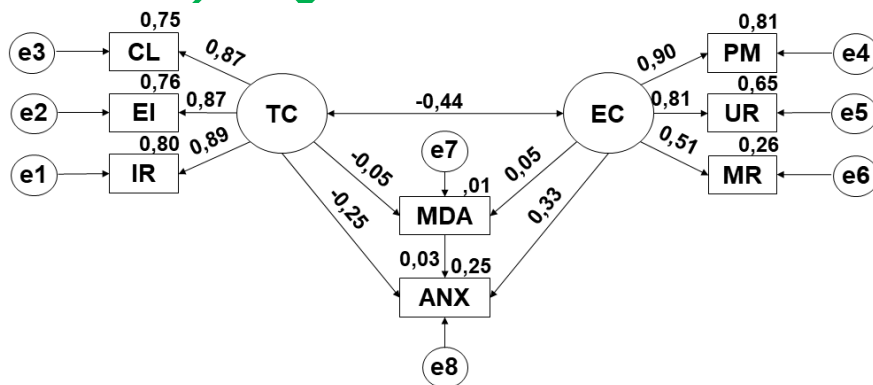 0,75
0,81
e3
CL
0,87
0,90
PM
e4
0,76
0,65
e2
EI
0,87
TC
-0,44
EC
0,81
UR
e5
0,80
0,89
e7
0,51
0,26
e1
IR
-0,05
0,05
MR
e6
-0,25
,01
MDA
0,33
0,03
0,25
ANX
e8